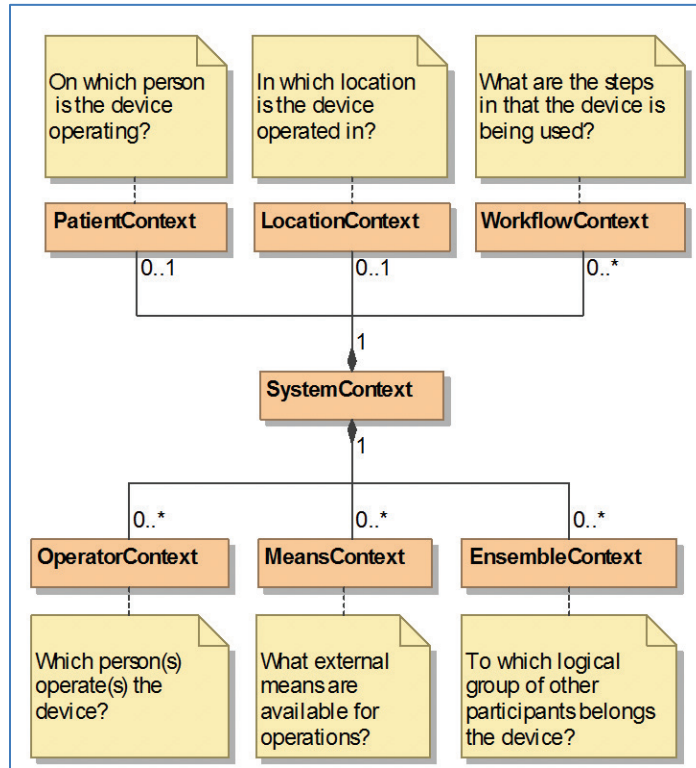 On which person
is the device
operating?
In which location
is the device
operated in?
What are the steps
in that the device is
being used?
PatientContext
LocationContext
WorkflowContext
0..1
0..1
0..*
1
SystemContext
1
0..*
0..*
0..*
OperatorContext
MeansContext
EnsembleContext
Which person(s)
operate(s) the
device?
What external
means are
available for
operations?
To which logical
group of other
participants belongs
the device?